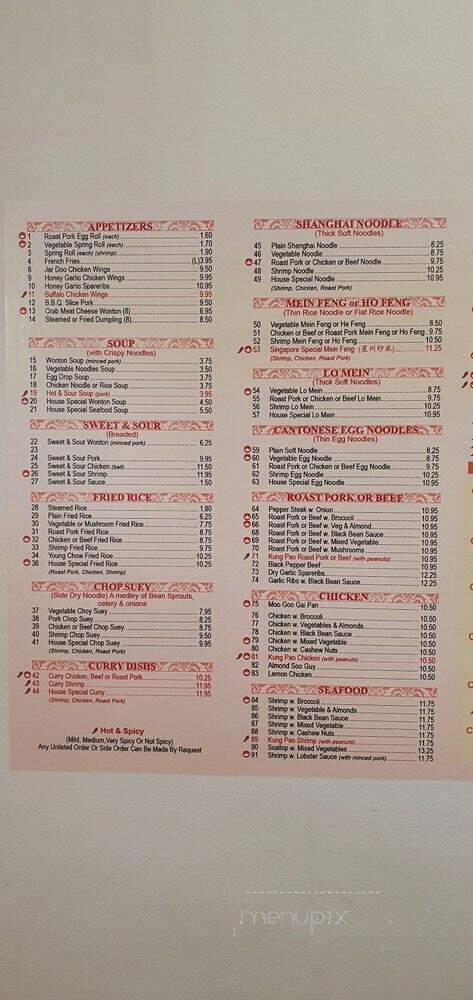 APPETIZERS
1 Roast Pork Egg Roll (each) 1.60
2 Vegetable Spring Roll (each) 1.70
3 Spring Roll (each) (shrimp) 1.90
4 French Fries (L)3.95
8 Jar Doo Chicken Wings 9.50
9 Honey Garlic Chicken Wings 9.95
10 Honey Garlic Spareribs 10.95
11 Buffalo Chicken Wings 9.95
12 B.B.Q. Slice Pork 9.50
13 Crab Meat Cheese Wonton (8) 6.95
14 Steamed or Fried Dumpling (8) 8.50
SOUP
(with Crispy Noodles)
15 Wonton Soup (minced pork) 3.75
16 Vegetable Noodles Soup 3.50
17 Egg Drop Soup 3.75
18 Chicken Noodle or Rice Soup 3.75
19 Hot & Sour Soup (pork) 3.95
20 House Special Wonton Soup 4.50
21 House Special Seafood Soup 5.50
SWEET & SOUR
(Breaded)
22 Sweet & Sour Wonton (minced pork) 6.25
23
24 Sweet & Sour Pork 9.95
25 Sweet & Sour Chicken (ball) 11.50
26 Sweet & Sour Shrimp 11.95
27 Sweet & Sour Sauce 1.50
FRIED RICE
28 Steamed Rice 1.80
29 Plain Fried Rice 6.25
30 Vegetable or Mushroom Fried Rice 7.75
31 Roast Pork Fried Rice 8.75
32 Chicken or Beef Fried Rice 8.75
33 Shrimp Fried Rice 9.75
34 Young Chow Fried Rice 10.25
36 House Special Fried Rice 10.25
(Roast Pork, Chicken, Shrimp)
CHOP SUEY
(Side Dry Noodle) A medley of Bean Sprouts,
celery & onions
37 Vegetable Choy Suey 7.95
38 Pork Chop Suey 8.25
39 Chicken or Beef Chop Suey 8.75
40 Shrimp Chop Suey 9.50
41 House Special Chop Suey 9.95
(Shrimp, Chicken, Roast Pork)
CURRY DISHS
42 Curry Chicken, Beef or Roast Pork 10.25
43 Curry Shrimp 11.95
44 House Special Curry 11.95
(Shrimp, Chicken, Roast Pork)
Hot & Spicy
(Mild, Medium,Very Spicy Or Not Spicy)
Any Unlisted Order Or Side Order Can Be Made By Request
SHANGHAI NOODLE
(Thick Soft Noodles)
45 Plain Shanghai Noodle 8.25
46 Vegetable Noodle 8.75
47 Roast Pork or Chicken or Beef Noodle 9.75
48 Shrimp Noodle 10.25
49 House Special Noodle 10.95
(Shrimp, Chicken, Roast Pork)
MEIN FENG or HO FENG
(Thin Rice Noodle or Flat Rice Noodle)
50 Vegetable Mein Feng or He Feng 8.50
51 Chicken or Beef or Roast Pork Mein Feng or Ho Feng 9.75
52 Shrimp Mein Feng or Ho Feng 10.50
53 Singapore Special Mein Feng (星州炒米) 11.25
(Shrimp, Chicken, Roast Pork)
LO MEIN
(Thick Soft Noodles)
54 Vegetable Lo Mein 8.75
55 Roast Pork or Chicken or Beef Lo Mein 9.75
56 Shrimp Lo Mein 10.25
57 House Special Lo Mein 10.95
CANTONESE EGG NOODLES
(Thin Egg Noodles)
59 Plain Soft Noodle 8.25
60 Vegetable Egg Noodle 8.75
61 Roast Pork or Chicken or Beef Egg Noodle 9.75
62 Shrimp Egg Noodle 10.25
63 House Special Egg Noodle 10.95
ROAST PORK OR BEEF
64 Pepper Steak w. Onion 10.95
65 Roast Pork or Beef w. Broccoli 10.95
66 Roast Pork or Beef w. Veg & Almond 10.95
68 Roast Pork or Beef w. Black Bean Sauce 10.95
69 Roast Pork or Beef w. Mixed Vegetable 10.95
70 Roast Pork or Beef w. Mushrooms 10.95
71 Kung Pao Roast Pork or Beef (with peanuts) 10.95
72 Black Pepper Beef 10.95
73 Dry Garlic Spareribs 12.25
74 Garlic Ribs w. Black Bean Sauce 12.25
CHICKEN
75 Moo Goo Gai Pan 10.50
76 Chicken w. Broccoli 10.50
77 Chicken w. Vegetables & Almonds 10.50
78 Chicken w. Black Bean Sauce 10.50
79 Chicken w. Mixed Vegetable 10.50
80 Chicken w. Cashew Nuts 10.50
81 Kung Pao Chicken (with peanuts) 10.50
82 Almond Soo Guy 10.50
83 Lemon Chicken 10.50
SEAFOOD
84 Shrimp w. Broccoli 11.75
85 Shrimp w. Vegetable & Almonds 11.75
86 Shrimp w. Black Bean Sauce 11.75
87 Shrimp w. Mixed Vegetable 11.75
88 Shrimp w. Cashew Nuts 11.75
89 Kung Pao Shrimp (with peanuts) 11.75
90 Scallop w. Mixed Vegetables 13.25
91 Shrimp w. Lobster Sauce (with minced pork) 11.75
menupix